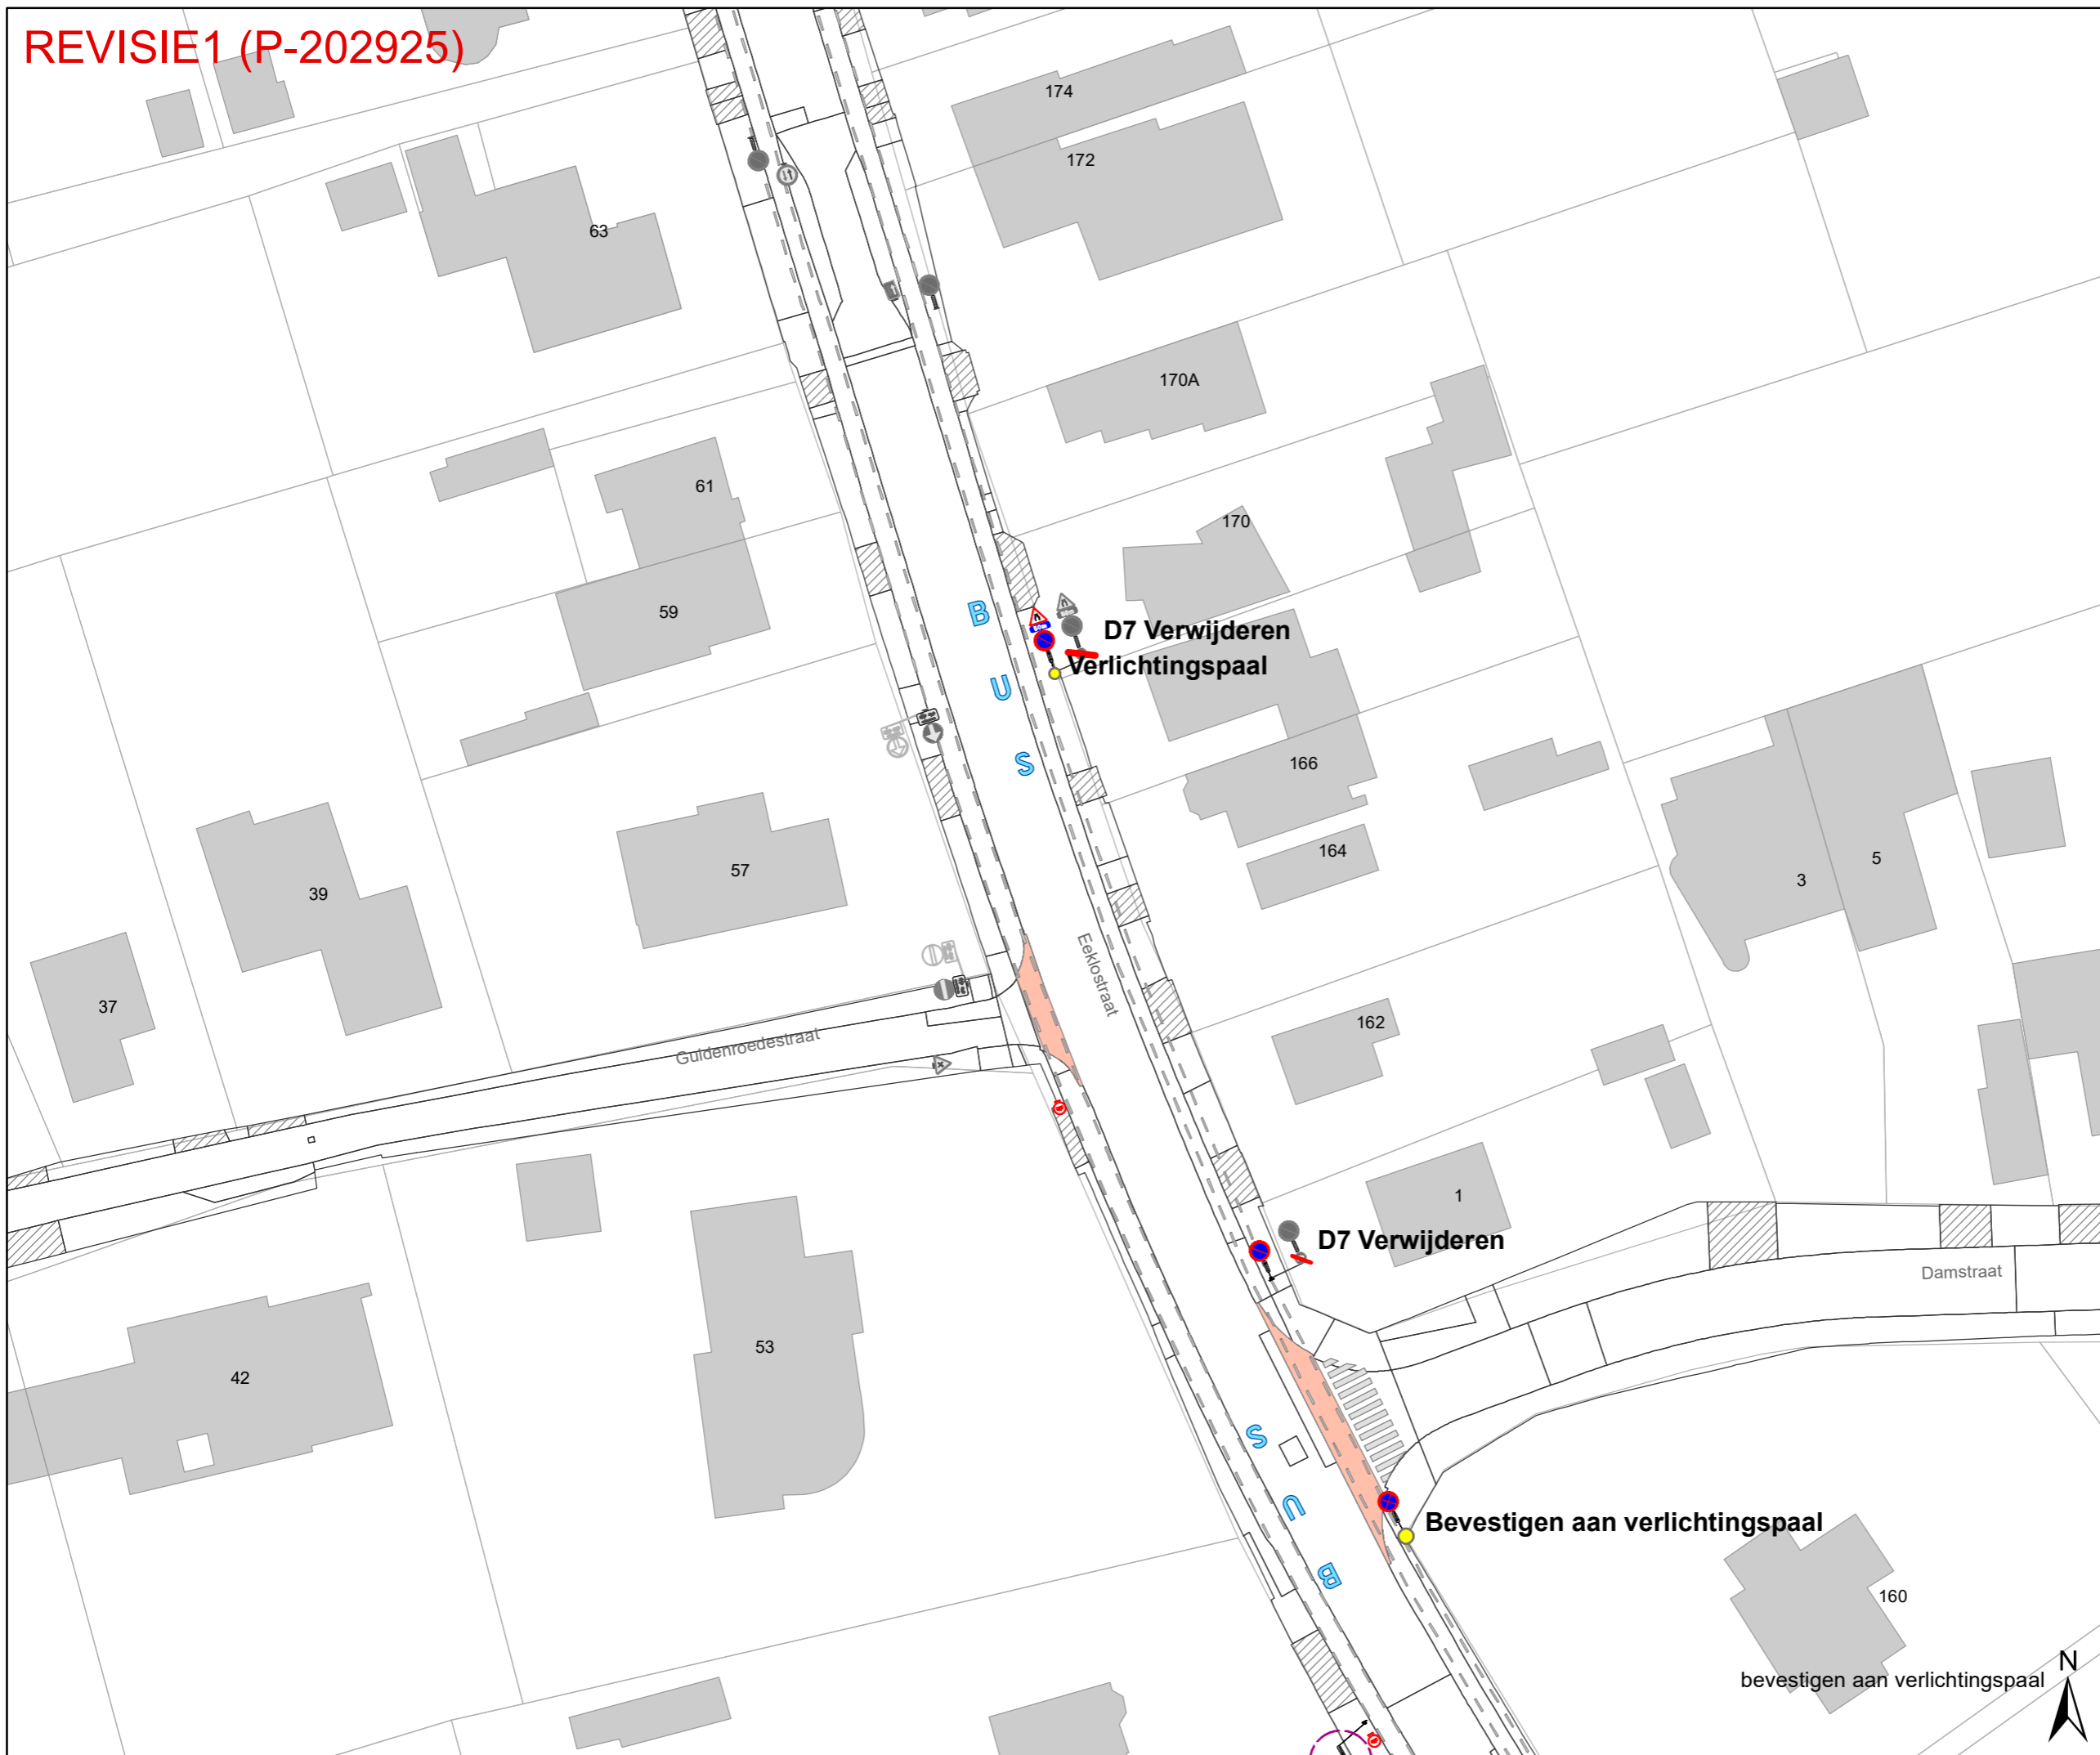 REVISIE1 (P-202925)
174
172
63
170A
61
170
59
B
U
S
D7 Verwijderen
Verlichtingspaal
166
164
57
39
5
3
37
Eeklostraat
162
Guldenroedestraat
1
D7 Verwijderen
Damstraat
53
42
S
U
B
Bevestigen aan verlichtingspaal
160
bevestigen aan verlichtingspaal
N